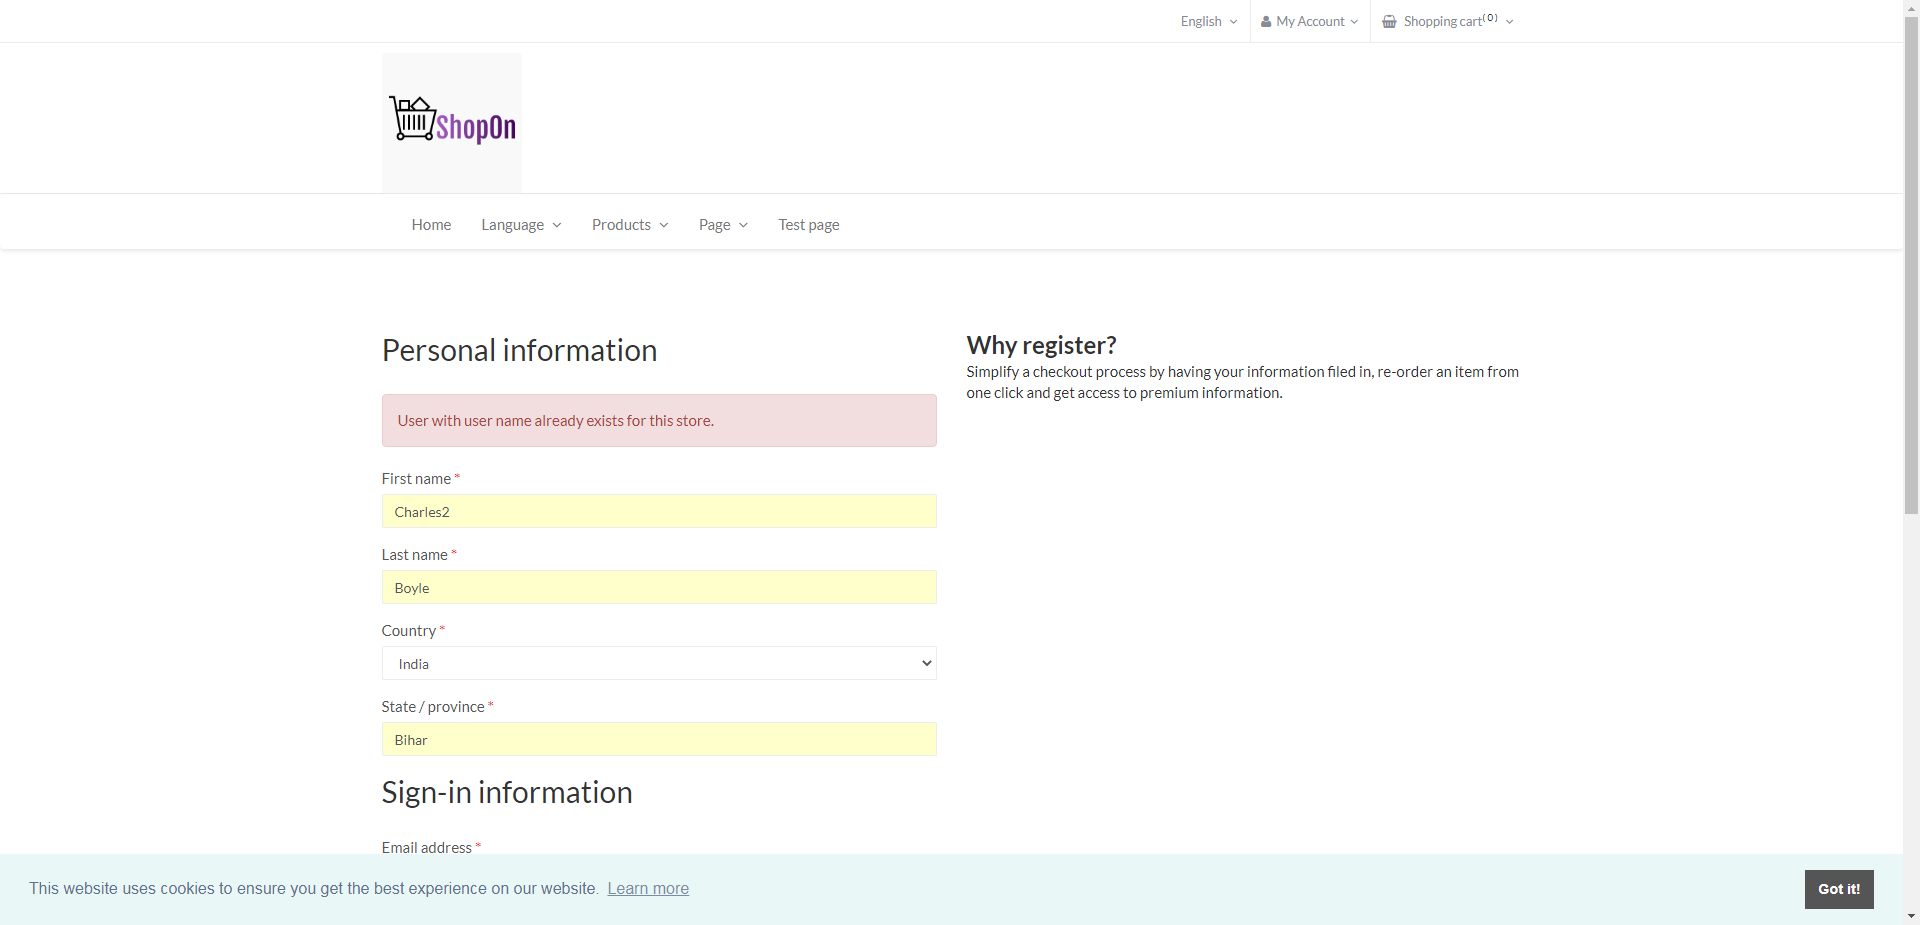 English
My Account
Shopping cart(0)
ShopOn
Home
Language
Products
Page
Test page
Personal information
User with user name already exists for this store.
First name *
Charles2
Last name *
Boyle
Country *
India
State / province *
Bihar
Sign-in information
Email address *
Why register?
Simplify a checkout process by having your information filed in, re-order an item from
one click and get access to premium information.
This website uses cookies to ensure you get the best experience on our website. Learn more
Got it!